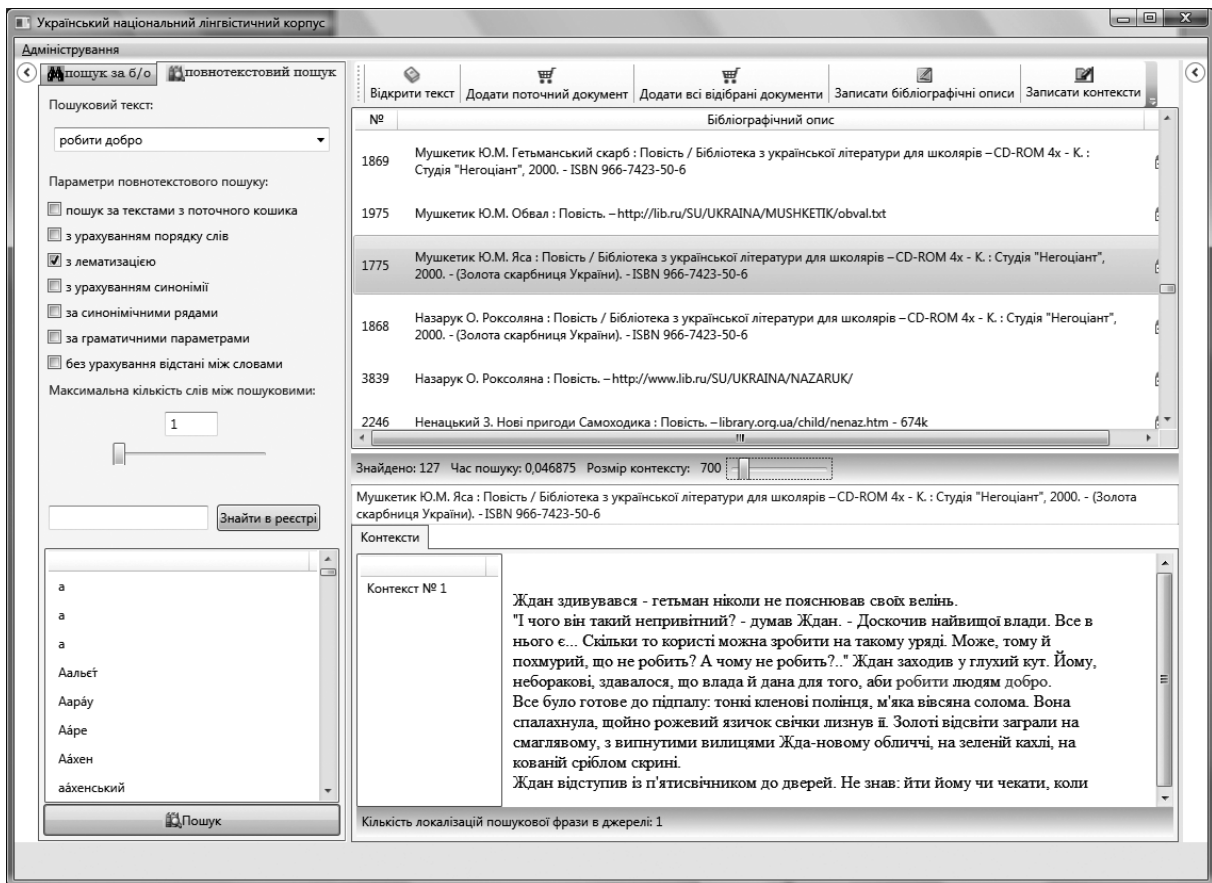 Український національний лінгвістичний корпус
Адміністрування
пошук за б/о
повнотекстовий пошук
Пошуковий текст:
робити добро
Параметри повнотекстового пошуку:
пошук за текстами з поточного кошика
з урахуванням порядку слів
з лематизацією
з урахуванням синонімії
за синонімічними рядами
за граматичними параметрами
без урахування відстані між словами
Максимальна кількість слів між пошуковими:
1
Знайти в реєстрі
а
а
а
Аальє́т
Аара́у
Аа́ре
Аа́хен
аа́хенський
Пошук
Відкрити текст
Додати поточний документ
Додати всі відібрані документи
Записати бібліографічні описи
Записати контексти
№
Бібліографічний опис
1869
Мушкетик Ю.М. Гетьманський скарб : Повість / Бібліотека з української літератури для школярів – CD-ROM 4x - К. :
Студія "Негоціант", 2000. - ISBN 966-7423-50-6
1975
Мушкетик Ю.М. Обвал : Повість. – http://lib.ru/SU/UKRAINA/MUSHKETIK/obval.txt
1775
Мушкетик Ю.М. Яса : Повість / Бібліотека з української літератури для школярів – CD-ROM 4x - К. : Студія "Негоціант",
2000. - (Золота скарбниця України). - ISBN 966-7423-50-6
1868
Назарук О. Роксоляна : Повість / Бібліотека з української літератури для школярів – CD-ROM 4x - К. : Студія "Негоціант",
2000. - (Золота скарбниця України). - ISBN 966-7423-50-6
3839
Назарук О. Роксоляна : Повість. – http://www.lib.ru/SU/UKRAINA/NAZARUK/
2246
Ненацький З. Нові пригоди Самоходика : Повість. – library.org.ua/child/nenaz.htm - 674k
Знайдено: 127 Час пошуку: 0,046875 Розмір контексту: 700
Мушкетик Ю.М. Яса : Повість / Бібліотека з української літератури для школярів – CD-ROM 4x - К. : Студія "Негоціант", 2000. - (Золота
скарбниця України). - ISBN 966-7423-50-6
Контексти
Контекст № 1
Ждан здивувався - гетьман ніколи не пояснював своїх велінь.
"І чого він такий непривітний? - думав Ждан. - Доскочив найвищої влади. Все в
нього є... Скільки то користі можна зробити на такому уряді. Може, тому й
похмурий, що не робить? А чому не робить?.." Ждан заходив у глухий кут. Йому,
неборакові, здавалося, що влада й дана для того, аби робити людям добро.
Все було готове до підпалу: тонкі кленові полінця, м'яка вівсяна солома. Вона
спалахнула, щойно рожевий язичок свічки лизнув її. Золоті відсвіти заграли на
смаглявому, з випнутими вилицями Жда-новому обличчі, на зеленій кахлі, на
кованій сріблом скрині.
Ждан відступив із п'ятисвічником до дверей. Не знав: йти йому чи чекати, коли
Кількість локалізацій пошукової фрази в джерелі: 1